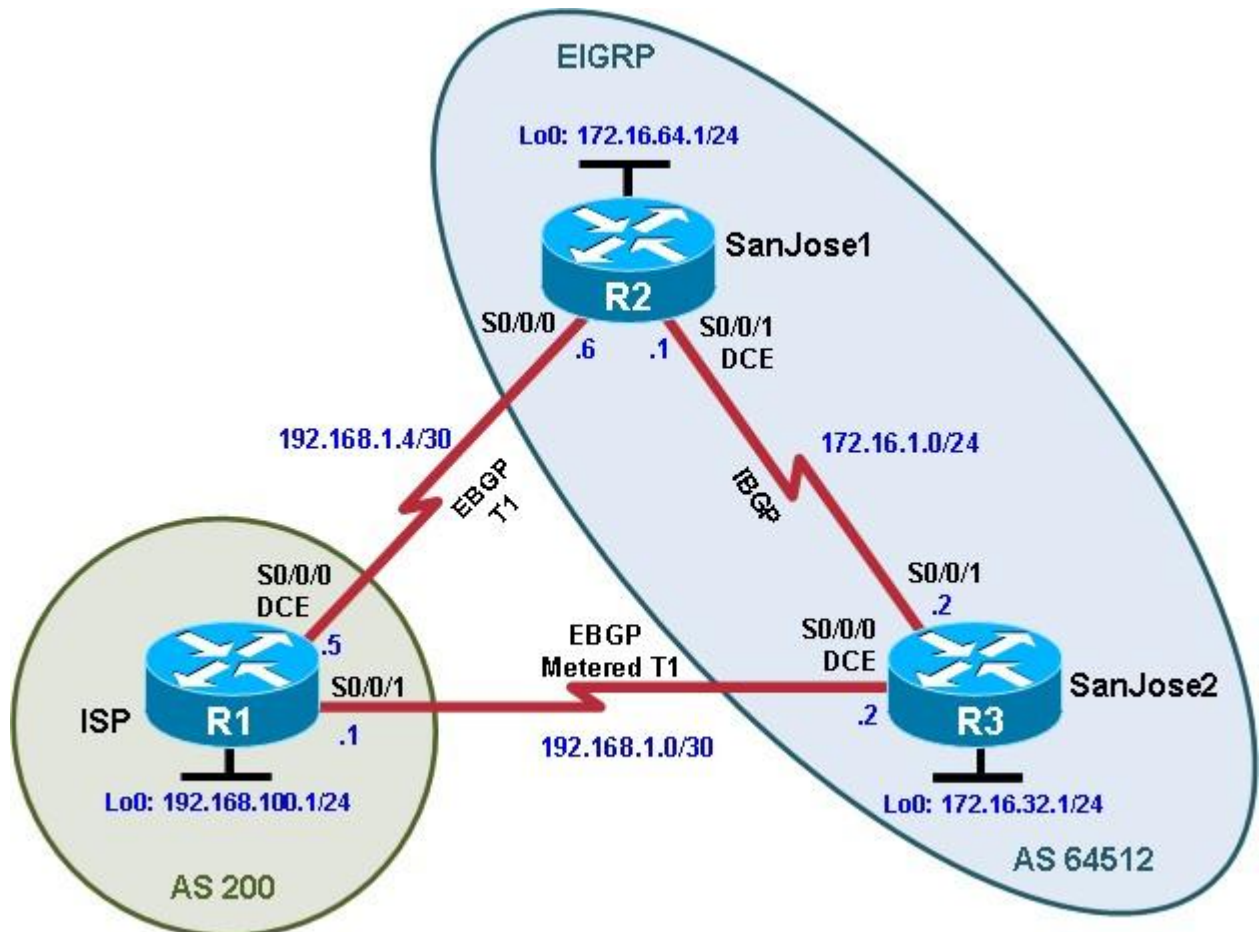 EIGRP
Lo0: 172.16.64.1/24
SanJose1
R2
S0/0/0
.6
.1
S0/0/1
DCE
192.168.1.4/30
172.16.1.0/24
EBGP
T1
IBGP
S0/0/0
DCE
.5
S0/0/1
.2
EBGP
Metered T1
S0/0/0
DCE
S0/0/1
.1
ISP
R1
.2
R3
SanJose2
192.168.1.0/30
Lo0: 192.168.100.1/24
Lo0: 172.16.32.1/24
AS 200
AS 64512